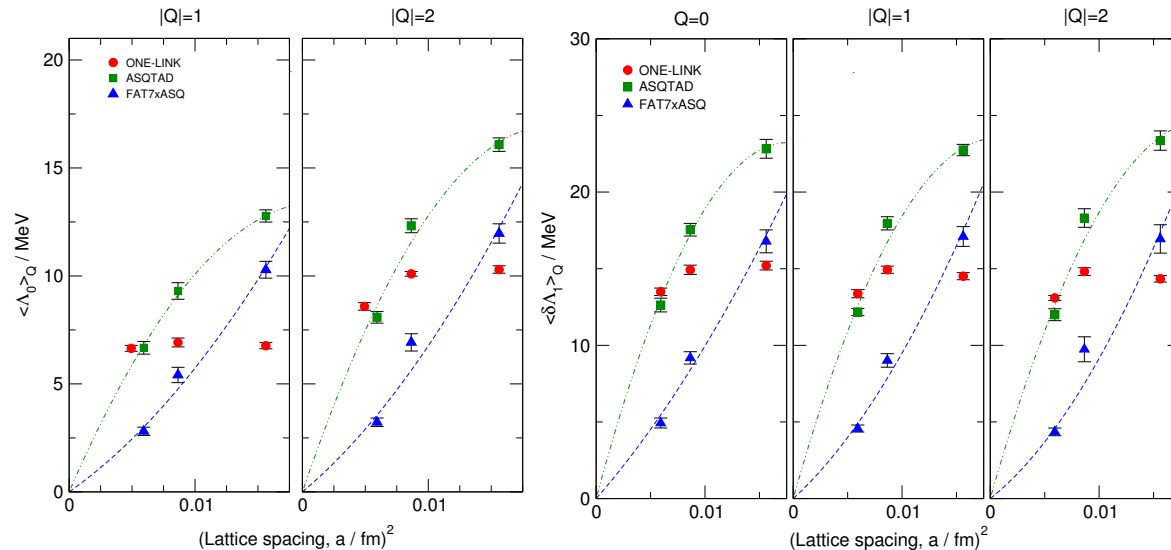 |Q|=1
|Q|=2
20
15
10
5
0
<Λ0>Q / MeV
ONE-LINK
ASQTAD
FAT7xASQ
0
0.01
0
0.01
(Lattice spacing, a / fm)2
Q=0
|Q|=1
|Q|=2
30
20
10
0
<δΛ1>Q / MeV
ONE-LINK
ASQTAD
FAT7xASQ
0
0.01
0
0.01
0
0.01
(Lattice spacing, a / fm)2